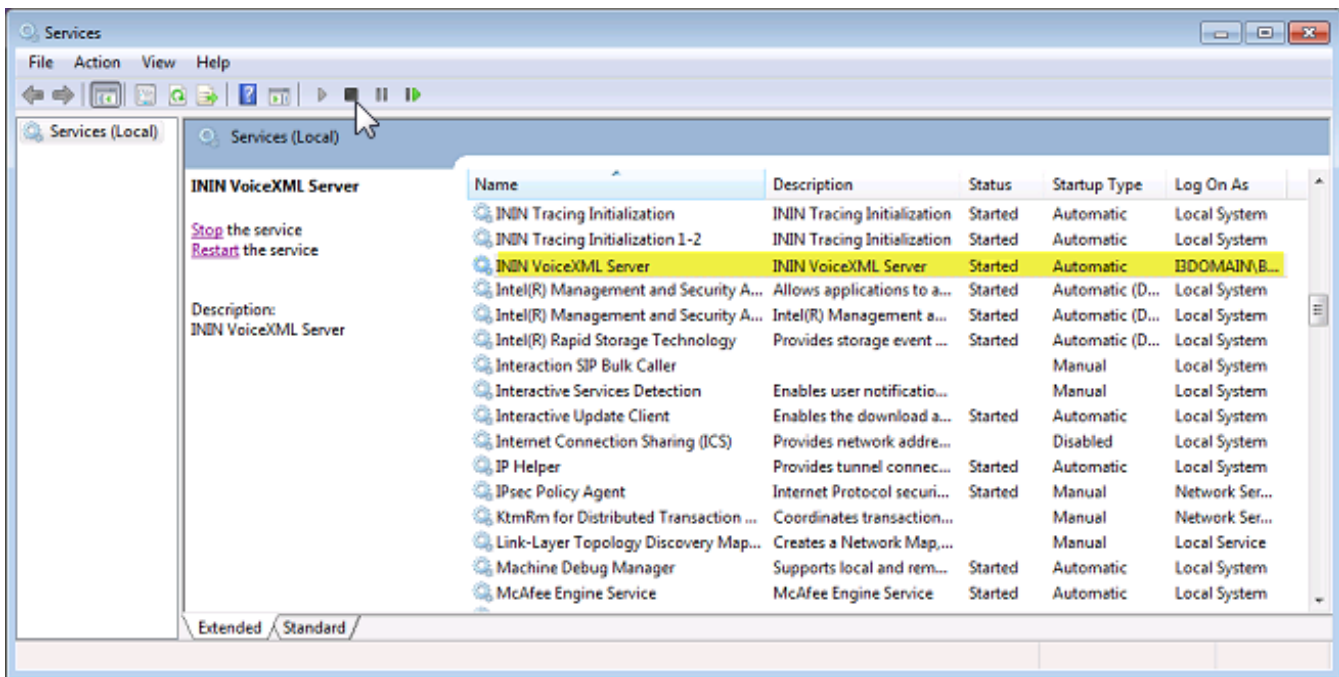 Services
File Action View Help
Services (Local)
Services (Local)
ININ VoiceXML Server
Stop the service
Restart the service
Description:
ININ VoiceXML Server
Name Description Status Startup Type Log On As
ININ Tracing Initialization ININ Tracing Initialization Started Automatic Local System
ININ Tracing Initialization 1-2 ININ Tracing Initialization Started Automatic Local System
ININ VoiceXML Server ININ VoiceXML Server Started Automatic I3DOMAIN\B...
Intel(R) Management and Security A... Allows applications to a... Started Automatic (D... Local System
Intel(R) Management and Security A... Intel(R) Management a... Started Automatic (D... Local System
Intel(R) Rapid Storage Technology Provides storage event ... Started Automatic (D... Local System
Interaction SIP Bulk Caller Manual Local System
Interactive Services Detection Enables user notificatio... Manual Local System
Interactive Update Client Enables the download a... Started Automatic Local System
Internet Connection Sharing (ICS) Provides network addre... Disabled Local System
IP Helper Provides tunnel connec... Started Automatic Local System
IPsec Policy Agent Internet Protocol securi... Started Manual Network Ser...
KtmRm for Distributed Transaction ... Coordinates transaction... Manual Network Ser...
Link-Layer Topology Discovery Map... Creates a Network Map,... Manual Local Service
Machine Debug Manager Supports local and rem... Started Automatic Local System
McAfee Engine Service McAfee Engine Service Started Automatic Local System
Extended Standard